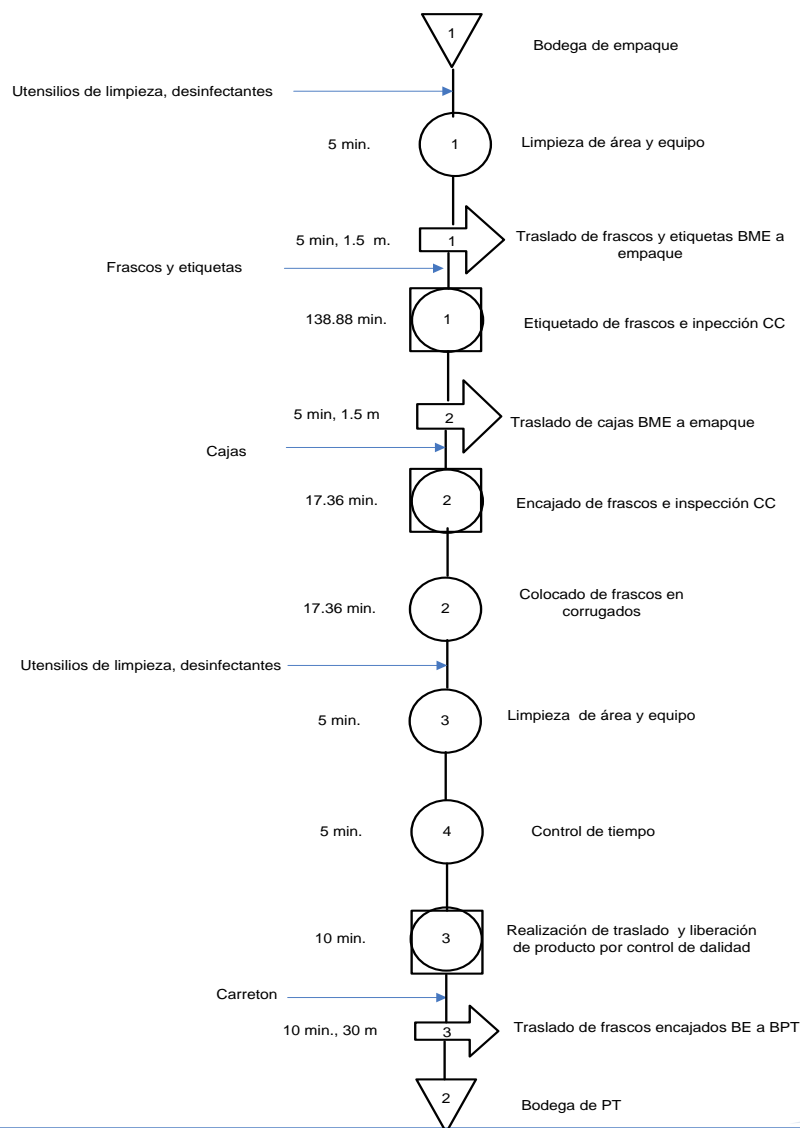 1
Bodega de empaque
Utensilios de limpieza, desinfectantes
5 min.
1
Limpieza de área y equipo
5 min, 1.5 m.
1
Traslado de frascos y etiquetas BME a
empaque
Frascos y etiquetas
138.88 min.
1
Etiquetado de frascos e inpección CC
5 min, 1.5 m
2
Traslado de cajas BME a emapque
Cajas
17.36 min.
2
Encajado de frascos e inspección CC
17.36 min.
2
Colocado de frascos en
corrugados
Utensilios de limpieza, desinfectantes
5 min.
3
Limpieza de área y equipo
5 min.
4
Control de tiempo
10 min.
3
Realización de traslado y liberación
de producto por control de dalidad
Carreton
10 min., 30 m
3
Traslado de frascos encajados BE a BPT
2
Bodega de PT